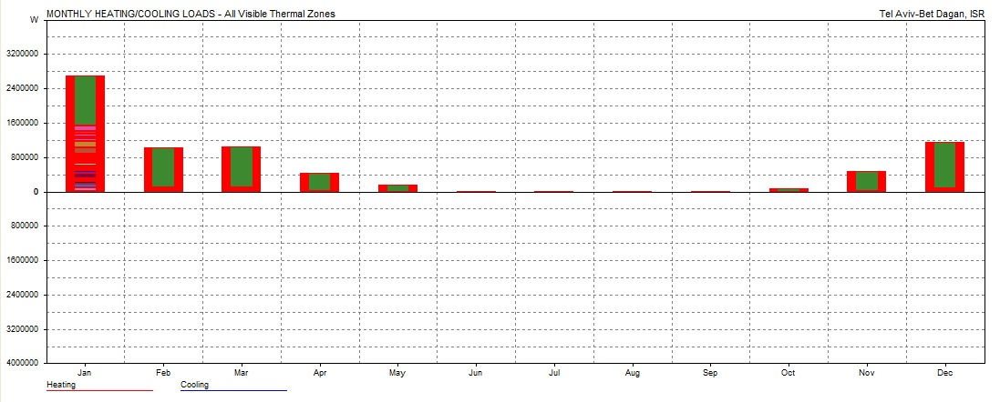 MONTHLY HEATING/COOLING LOADS - All Visible Thermal Zones Tel Aviv-Bet Dagan, ISR
W
3200000
2400000
1600000
800000
0
800000
1600000
2400000
3200000
4000000
Jan Feb Mar Apr May Jun Jul Aug Sep Oct Nov Dec
Heating Cooling